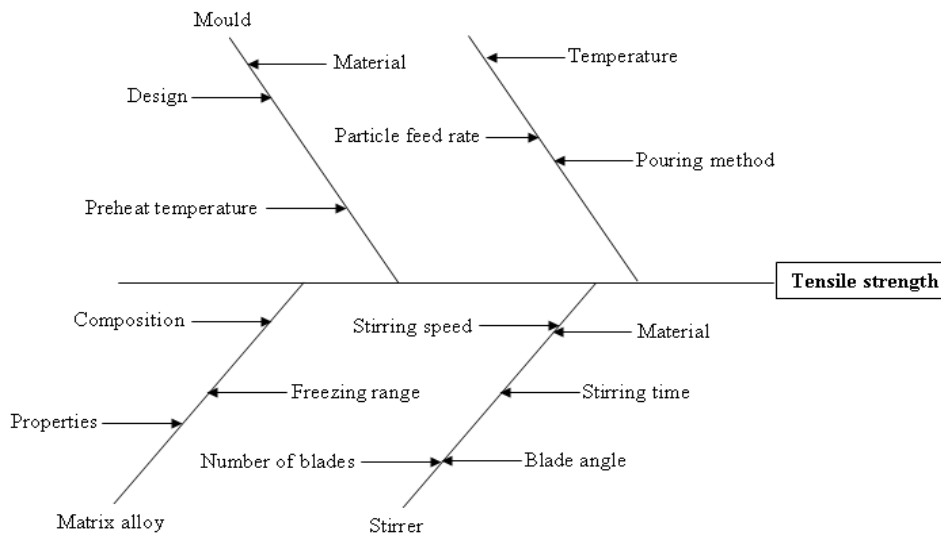 Mould
Material
Temperature
Design
Particle feed rate
Pouring method
Preheat temperature
Tensile strength
Composition
Stirring speed
Material
Freezing range
Stirring time
Properties
Number of blades
Blade angle
Matrix alloy
Stirrer